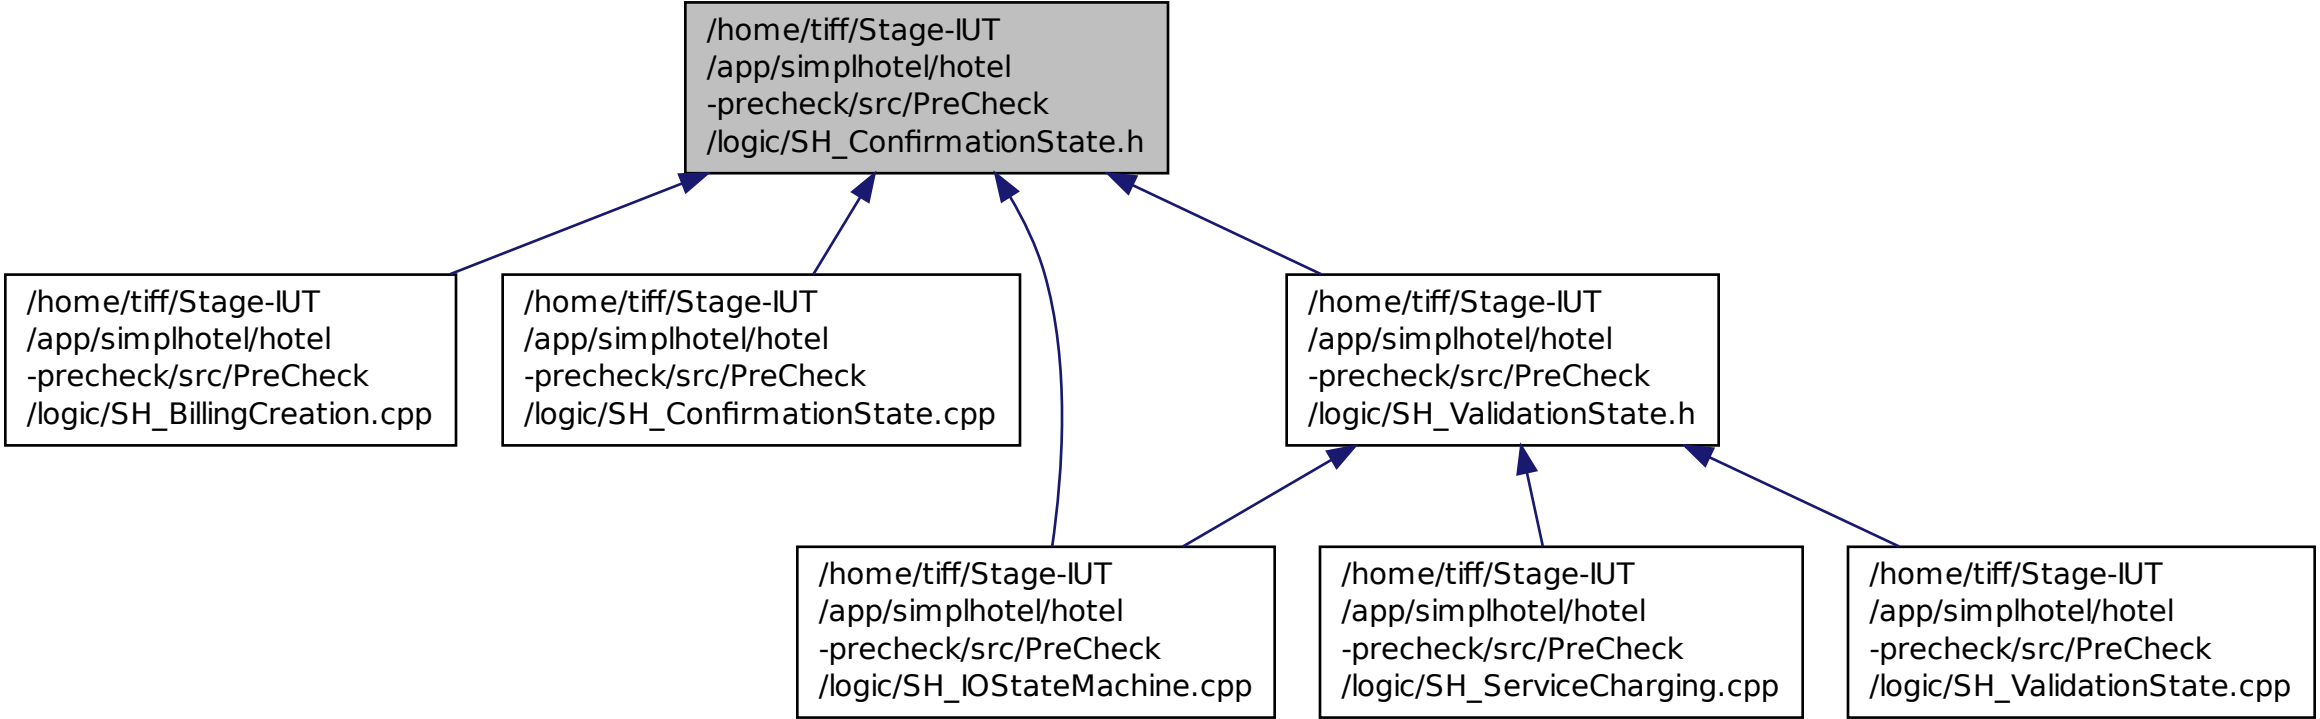 /home/tiff/Stage-IUT
/app/simplhotel/hotel
-precheck/src/PreCheck
/logic/SH_ConfirmationState.h
/home/tiff/Stage-IUT
/app/simplhotel/hotel
-precheck/src/PreCheck
/logic/SH_BillingCreation.cpp
/home/tiff/Stage-IUT
/app/simplhotel/hotel
-precheck/src/PreCheck
/logic/SH_ConfirmationState.cpp
/home/tiff/Stage-IUT
/app/simplhotel/hotel
-precheck/src/PreCheck
/logic/SH_ValidationState.h
/home/tiff/Stage-IUT
/app/simplhotel/hotel
-precheck/src/PreCheck
/logic/SH_IOStateMachine.cpp
/home/tiff/Stage-IUT
/app/simplhotel/hotel
-precheck/src/PreCheck
/logic/SH_ServiceCharging.cpp
/home/tiff/Stage-IUT
/app/simplhotel/hotel
-precheck/src/PreCheck
/logic/SH_ValidationState.cpp